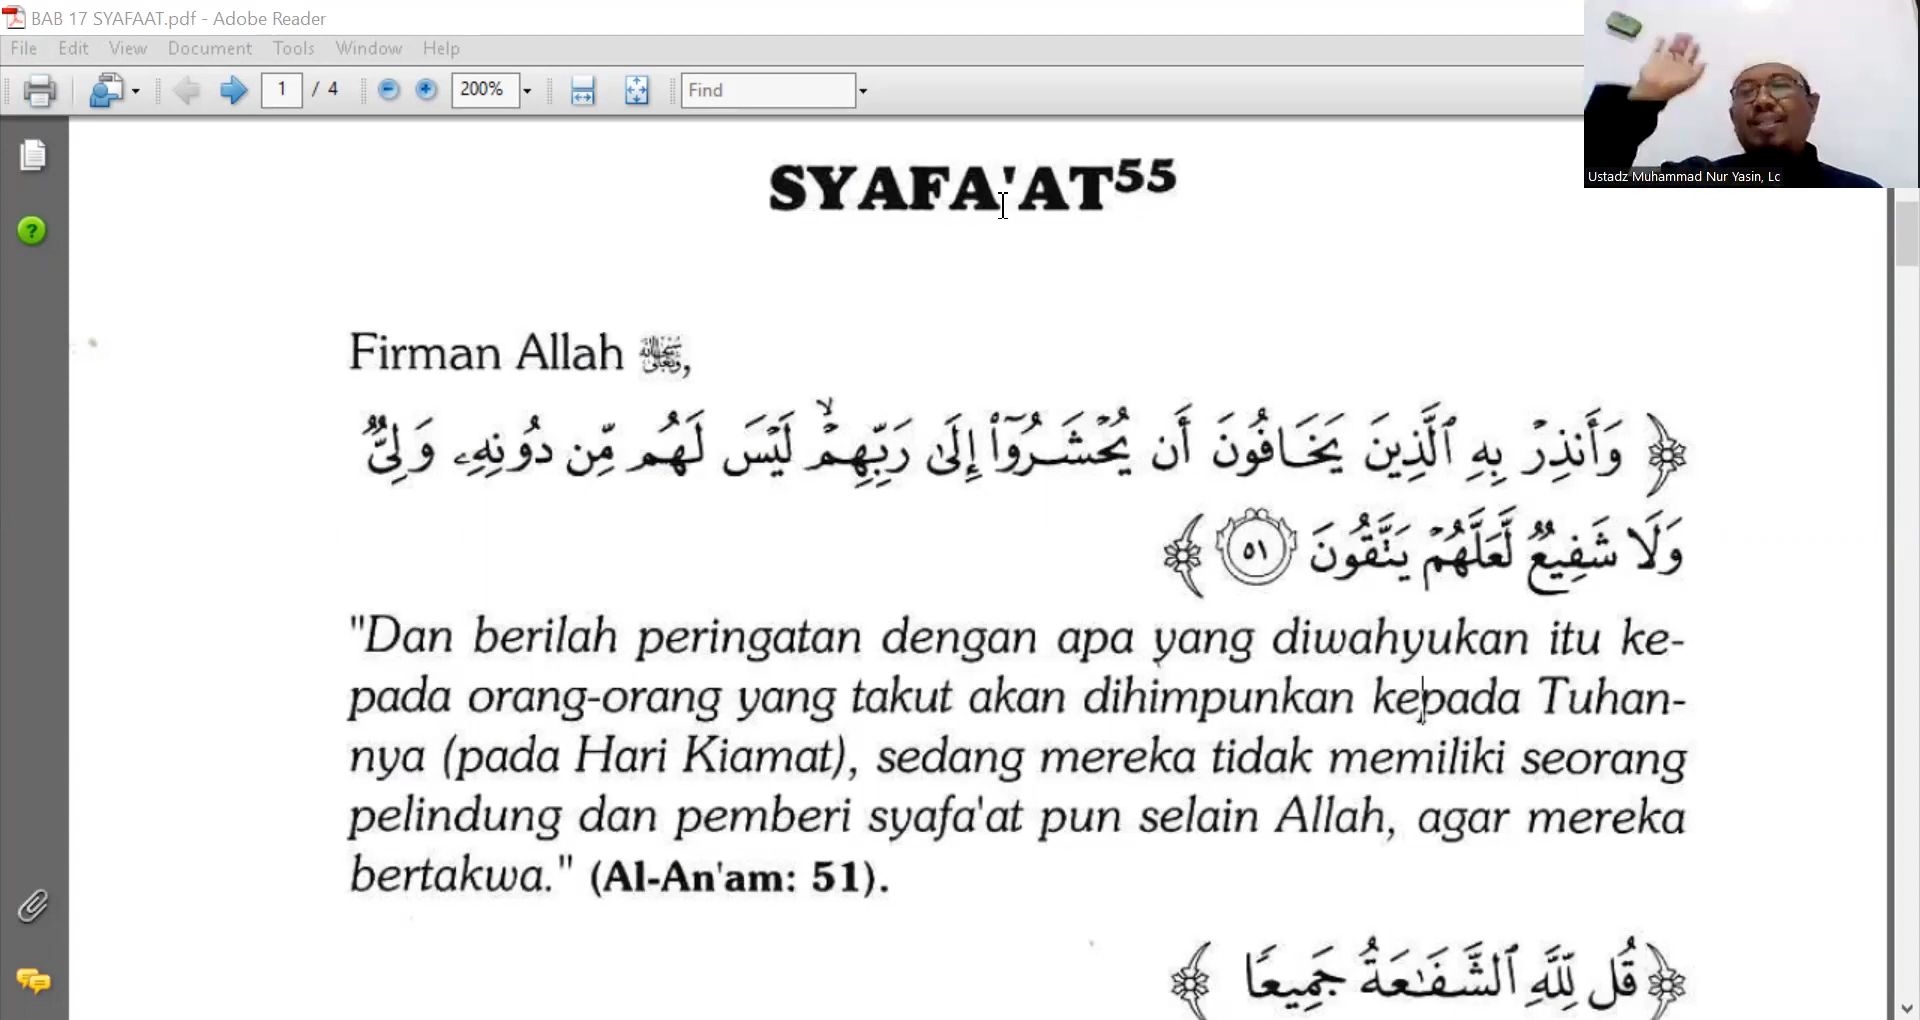 BAB 17 SYAFAAT.pdf - Adobe Reader
File Edit View Document Tools Window Help
1 / 4 200% Find
Ustadz Muhammad Nur Yasin, Lc
SYAFA'AT55
Firman Allah ﷾,
﴿ وَأَنذِرۡ بِهِ ٱلَّذِينَ يَخَافُونَ أَن يُحۡشَرُوٓاْ إِلَىٰ رَبِّهِمۡۙ لَيۡسَ لَهُم مِّن دُونِهِۦ وَلِيّٞ
وَلَا شَفِيعٞ لَّعَلَّهُمۡ يَتَّقُونَ ٥١ ﴾
"Dan berilah peringatan dengan apa yang diwahyukan itu ke-
pada orang-orang yang takut akan dihimpunkan kepada Tuhan-
nya (pada Hari Kiamat), sedang mereka tidak memiliki seorang
pelindung dan pemberi syafa'at pun selain Allah, agar mereka
bertakwa." (Al-An'am: 51).
﴿ قُل لِّلَّهِ ٱلشَّفَٰعَةُ جَمِيعٗا ﴾